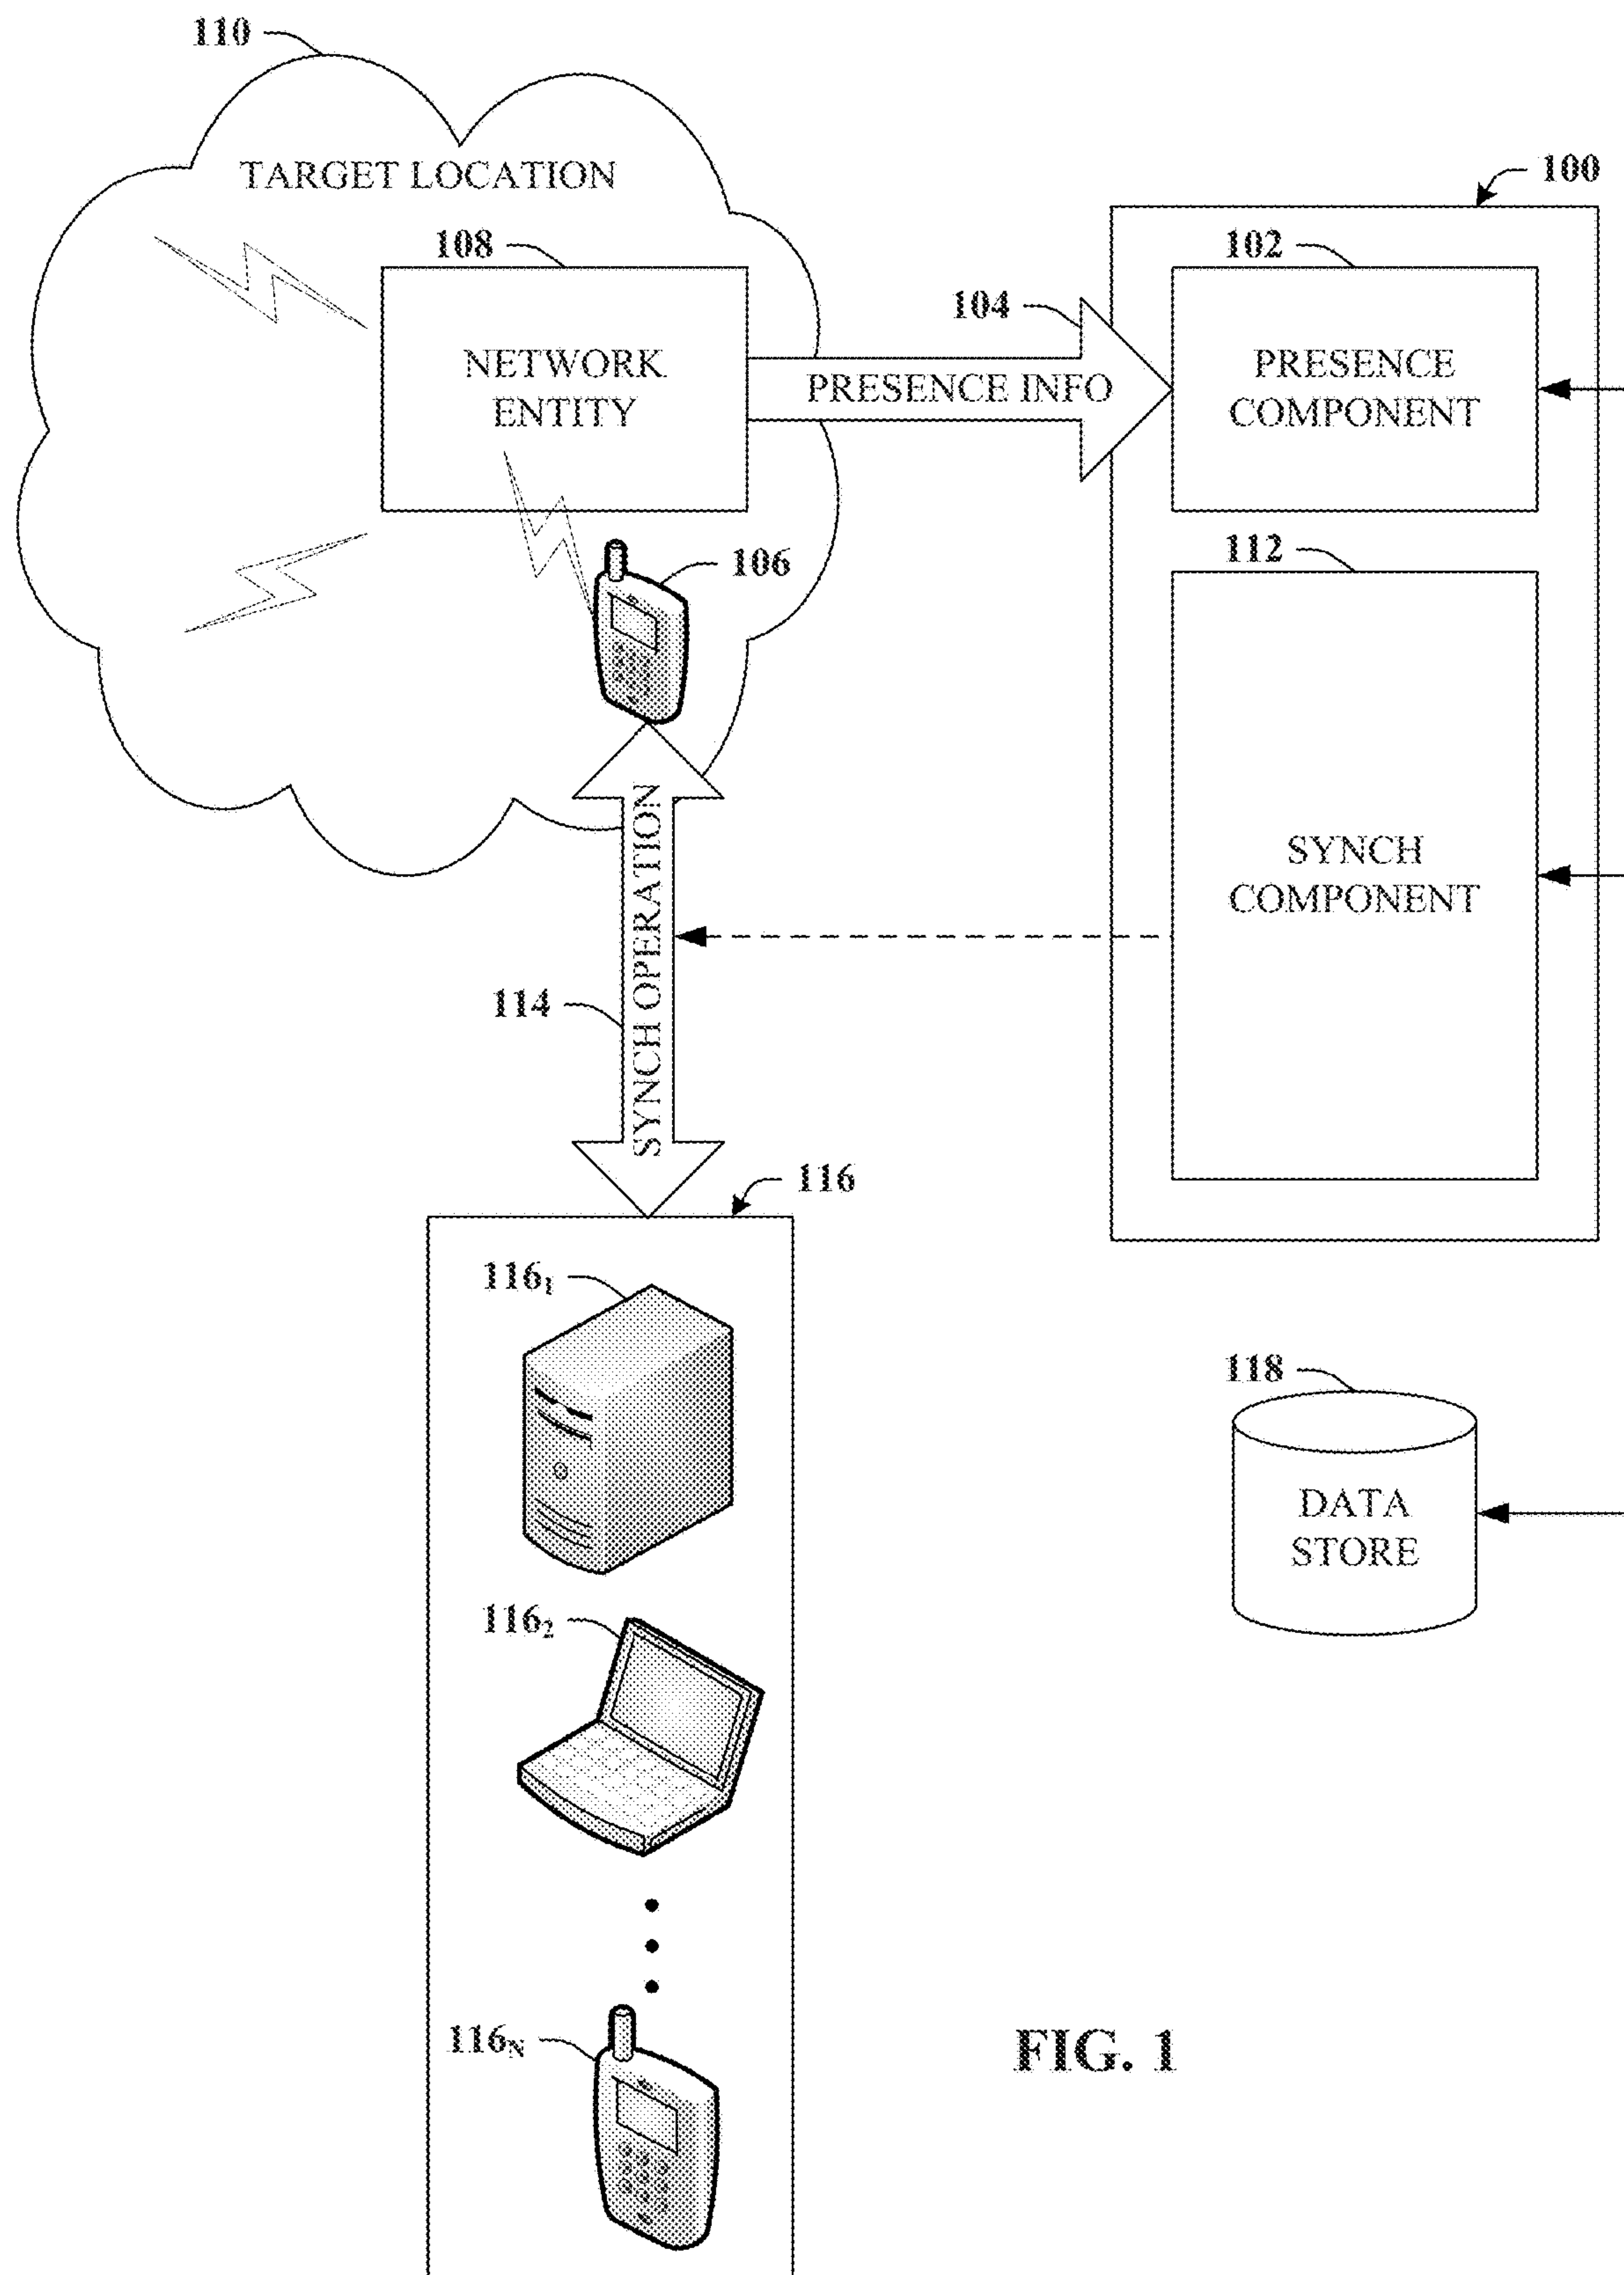 110
TARGET LOCATION
100
108
102
104
NETWORK
ENTITY
PRESENCE INFO
PRESENCE
COMPONENT
106
112
SYNCH
COMPONENT
SYNCH OPERATION
114
116
116₁
118
DATA
STORE
116₂
116ₙ
FIG. 1